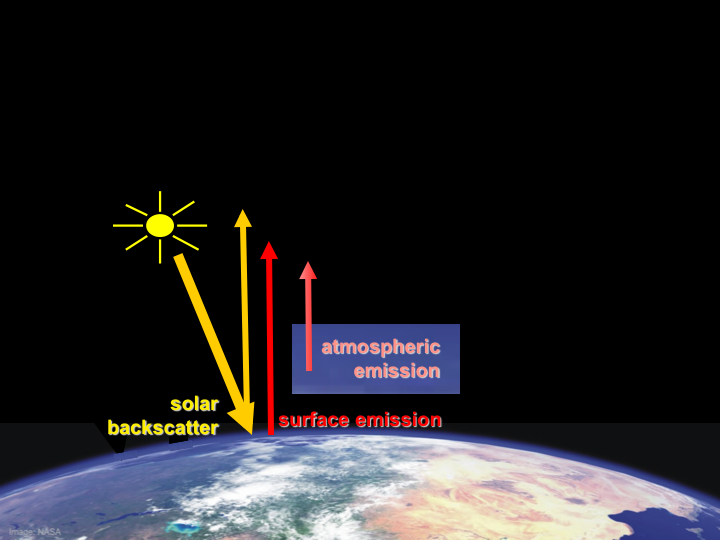 atmospheric
emission
solar
backscatter
surface emission
Image: NASA